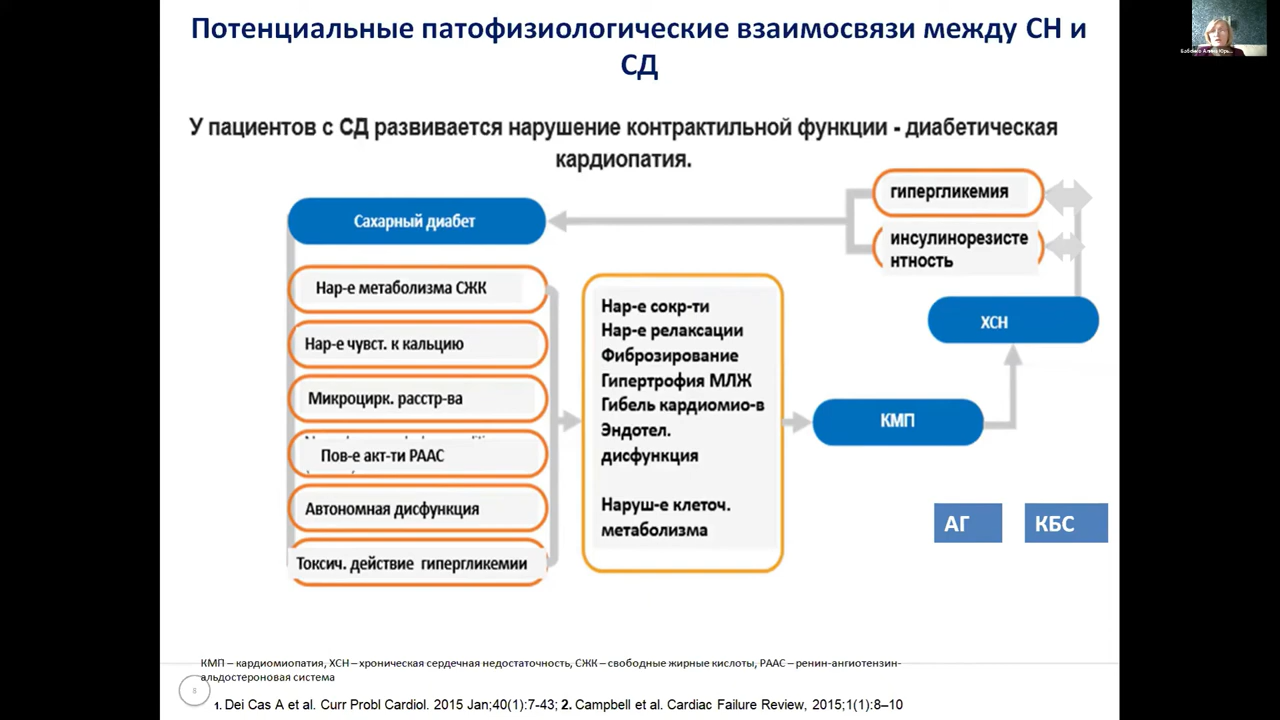 Потенциальные патофизиологические взаимосвязи между СН и
СД
У пациентов с СД развивается нарушение контрактильной функции - диабетическая
кардиопатия.
Сахарный диабет
Нар-е метаболизма СЖК
Нар-е чувст. к кальцию
Микроцирк. расстр-ва
Пов-е акт-ти РААС
Автономная дисфункция
Токсич. действие гипергликемии
Нар-е сокр-ти
Нар-е релаксации
Фиброзирование
Гипертрофия МЛЖ
Гибель кардиомио-в
Эндотел.
дисфункция
Наруш-е клеточ.
метаболизма
КМП
ХСН
гипергликемия
инсулинорезисте
нтность
АГ
КБС
КМП – кардиомиопатия, ХСН – хроническая сердечная недостаточность, СЖК – свободные жирные кислоты, РААС – ренин-ангиотензин-
альдостероновая система
8
1. Dei Cas A et al. Curr Probl Cardiol. 2015 Jan;40(1):7-43; 2. Campbell et al. Cardiac Failure Review, 2015;1(1):8–10